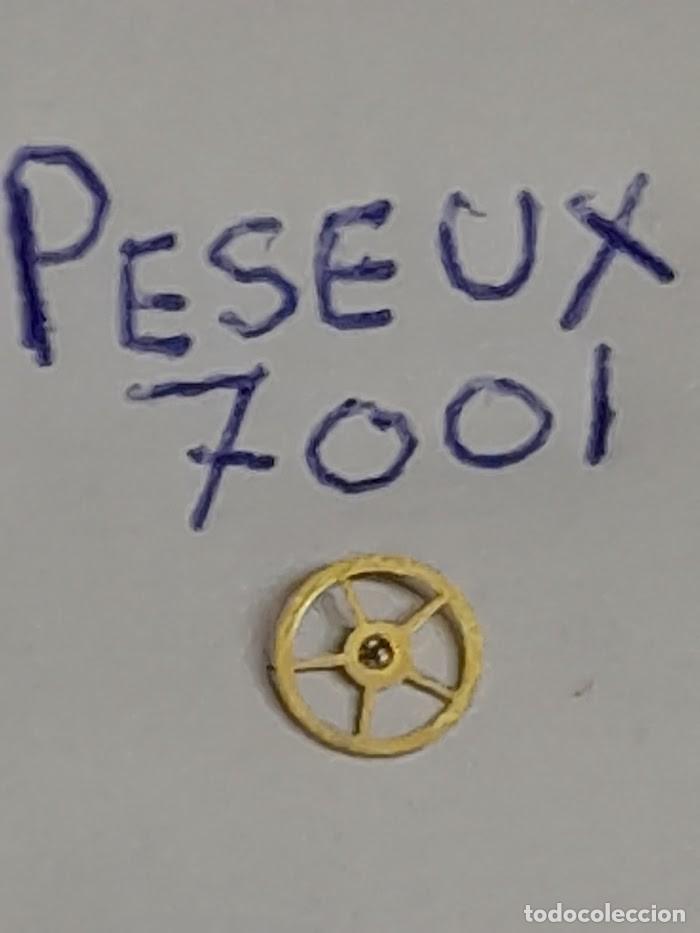 PESEUX
7001
todocoleccion